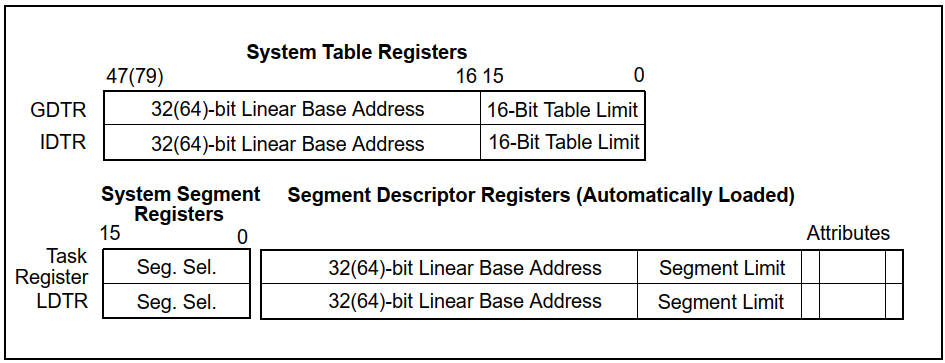 System Table Registers
47(79) 16 15 0
GDTR 32(64)-bit Linear Base Address 16-Bit Table Limit
IDTR 32(64)-bit Linear Base Address 16-Bit Table Limit
System Segment Registers
Segment Descriptor Registers (Automatically Loaded)
15 0
Attributes
Task Register Seg. Sel. 32(64)-bit Linear Base Address Segment Limit
LDTR Seg. Sel. 32(64)-bit Linear Base Address Segment Limit